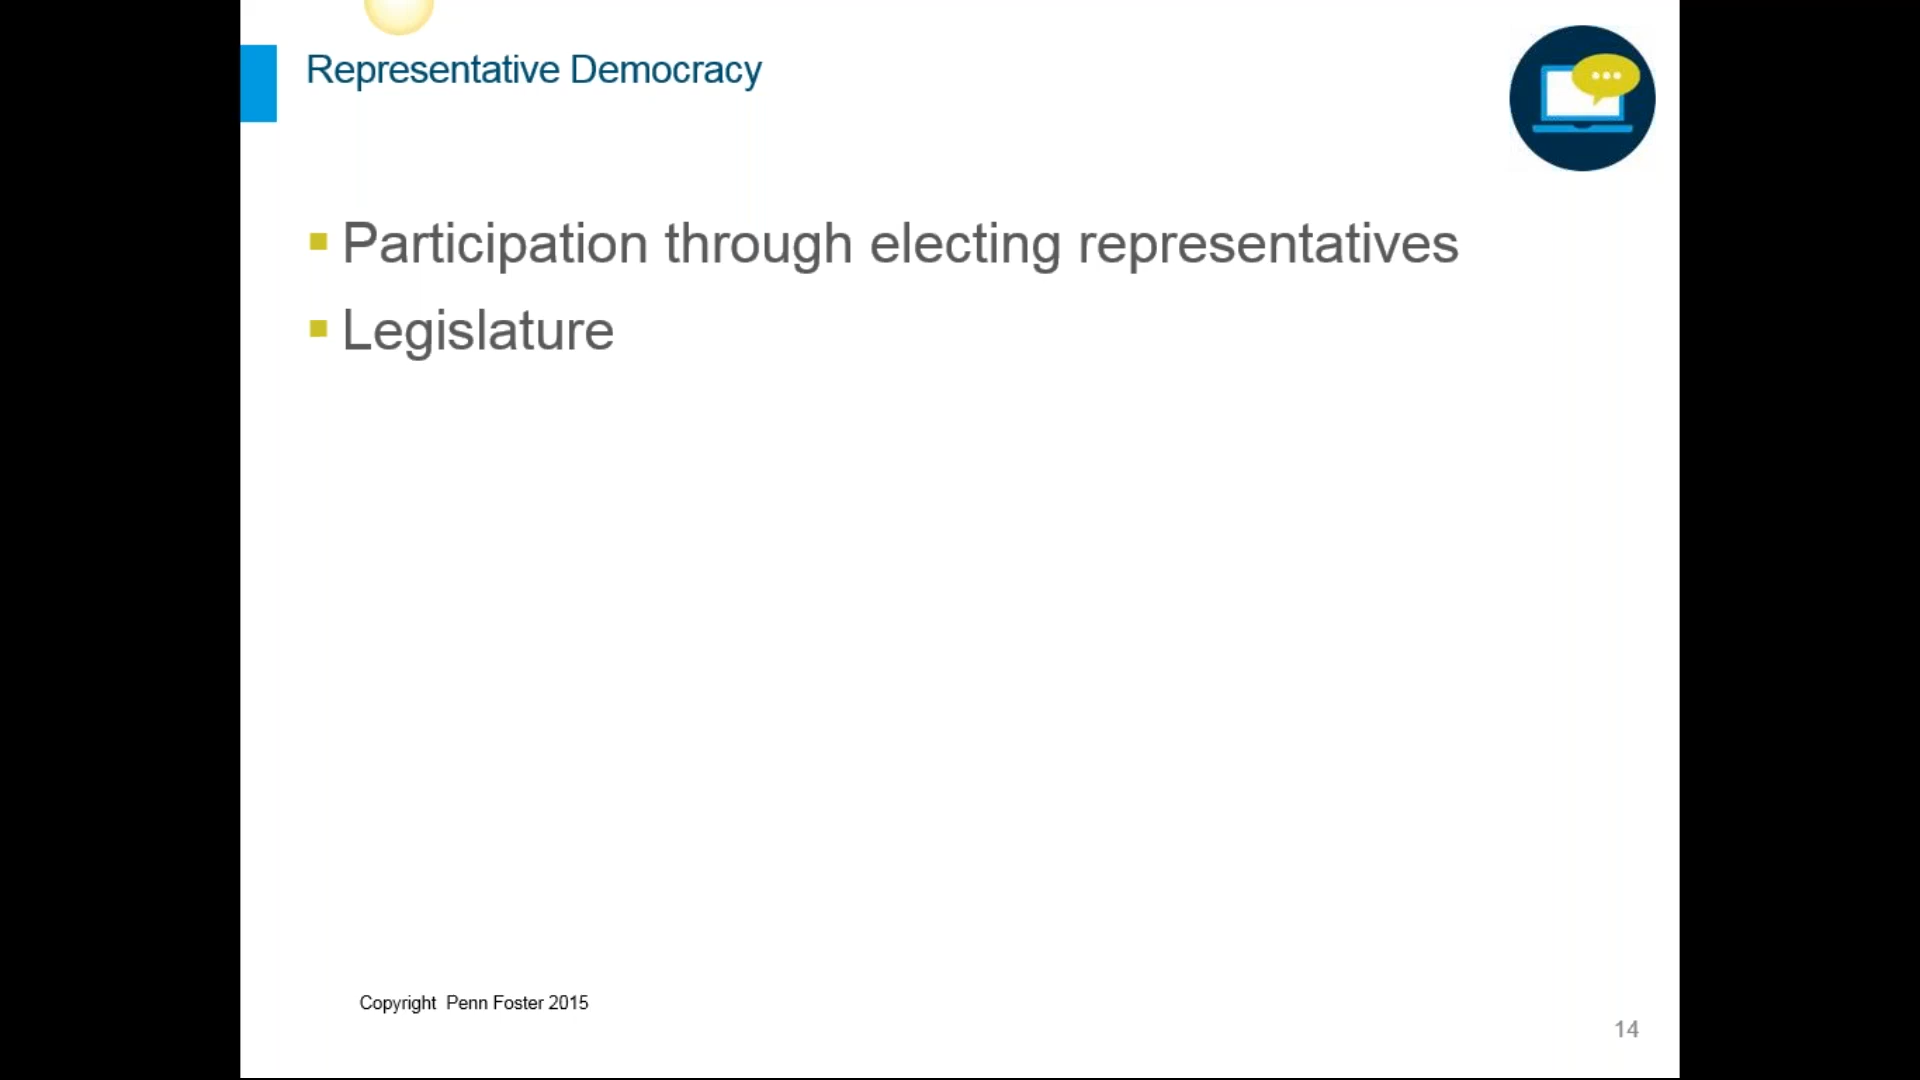 Representative Democracy
Participation through electing representatives
Legislature
Copyright Penn Foster 2015
14